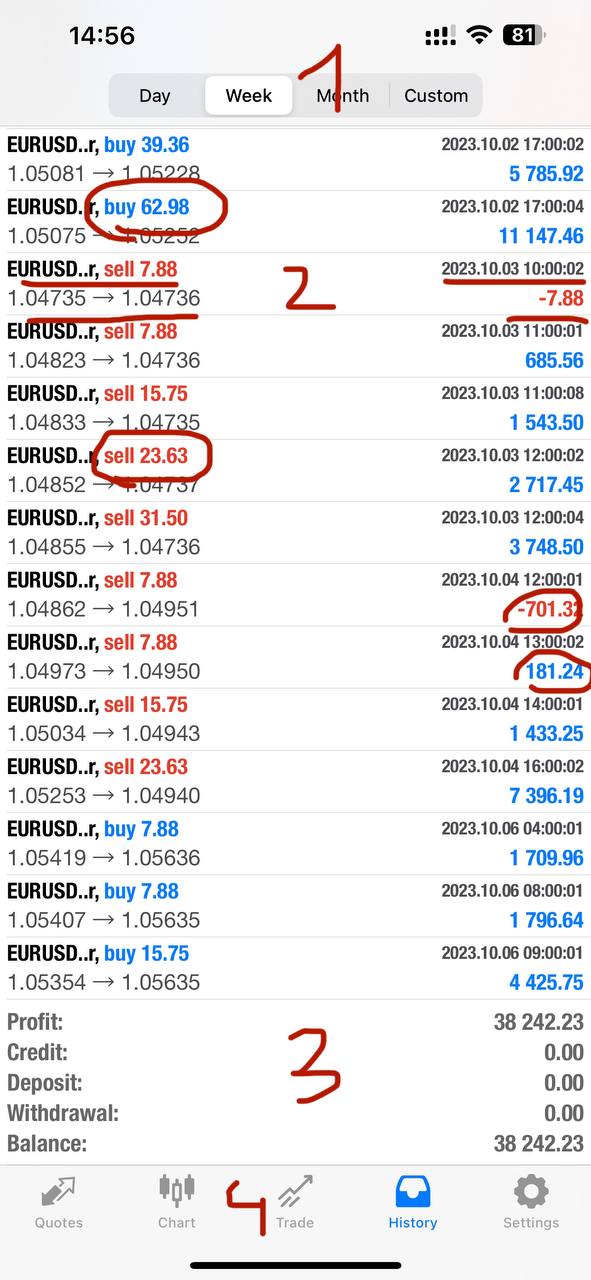 14:56
81
1
Day Week Month Custom
EURUSD..r, buy 39.36 2023.10.02 17:00:02
1.05081 → 1.05228 5 785.92
EURUSD..r, buy 62.98 2023.10.02 17:00:04
1.05075 → 1.05252 11 147.46
EURUSD..r, sell 7.88 2023.10.03 10:00:02
2
1.04735 → 1.04736 -7.88
EURUSD..r, sell 7.88 2023.10.03 11:00:01
1.04823 → 1.04736 685.56
EURUSD..r, sell 15.75 2023.10.03 11:00:08
1.04833 → 1.04735 1 543.50
EURUSD..r, sell 23.63 2023.10.03 12:00:02
1.04852 → 1.04737 2 717.45
EURUSD..r, sell 31.50 2023.10.03 12:00:04
1.04855 → 1.04736 3 748.50
EURUSD..r, sell 7.88 2023.10.04 12:00:01
1.04862 → 1.04951 -701.32
EURUSD..r, sell 7.88 2023.10.04 13:00:02
1.04973 → 1.04950 181.24
EURUSD..r, sell 15.75 2023.10.04 14:00:01
1.05034 → 1.04943 1 433.25
EURUSD..r, sell 23.63 2023.10.04 16:00:02
1.05253 → 1.04940 7 396.19
EURUSD..r, buy 7.88 2023.10.06 04:00:01
1.05419 → 1.05636 1 709.96
EURUSD..r, buy 7.88 2023.10.06 08:00:01
1.05407 → 1.05635 1 796.64
EURUSD..r, buy 15.75 2023.10.06 09:00:01
1.05354 → 1.05635 4 425.75
Profit: 38 242.23
Credit: 0.00
3
Deposit: 0.00
Withdrawal: 0.00
Balance: 38 242.23
4
Quotes Chart Trade History Settings